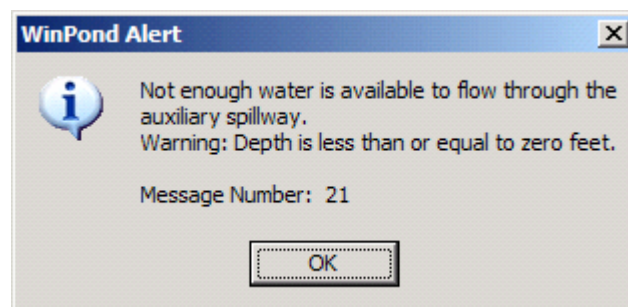 WinPond Alert
Not enough water is available to flow through the
auxiliary spillway.
Warning: Depth is less than or equal to zero feet.
Message Number: 21
OK